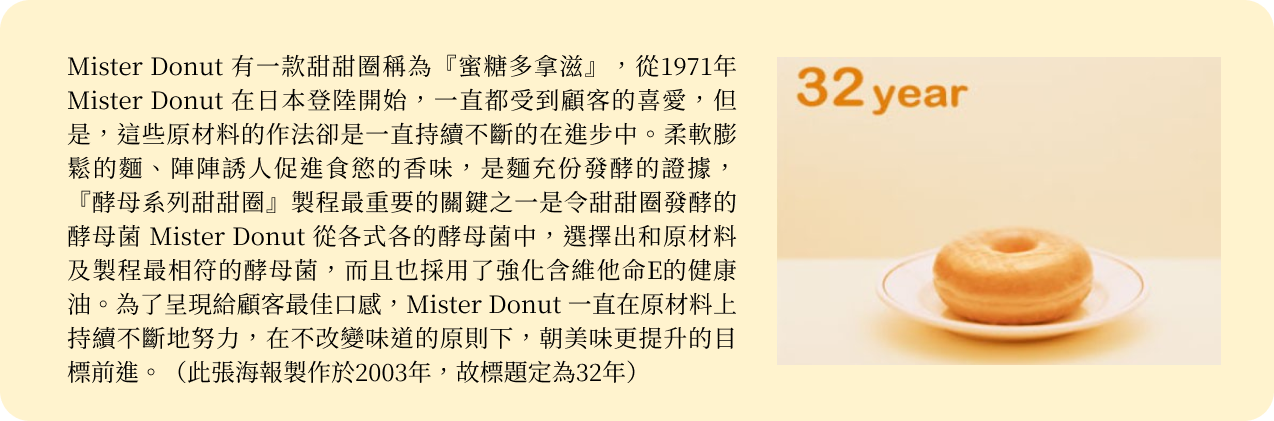 Mister Donut 有一款甜甜圈稱為『蜜糖多拿滋』，從1971年
Mister Donut 在日本登陸開始，一直都受到顧客的喜愛，但
是，這些原材料的作法卻是一直持續不斷的在進步中。柔軟膨
鬆的麵、陣陣誘人促進食慾的香味，是麵充份發酵的證據，
『酵母系列甜甜圈』製程最重要的關鍵之一是令甜甜圈發酵的
酵母菌 Mister Donut 從各式各的酵母菌中，選擇出和原材料
及製程最相符的酵母菌，而且也採用了強化含維他命E的健康
油。為了呈現給顧客最佳口感，Mister Donut 一直在原材料上
持續不斷地努力，在不改變味道的原則下，朝美味更提升的目
標前進。（此張海報製作於2003年，故標題定為32年）
32 year